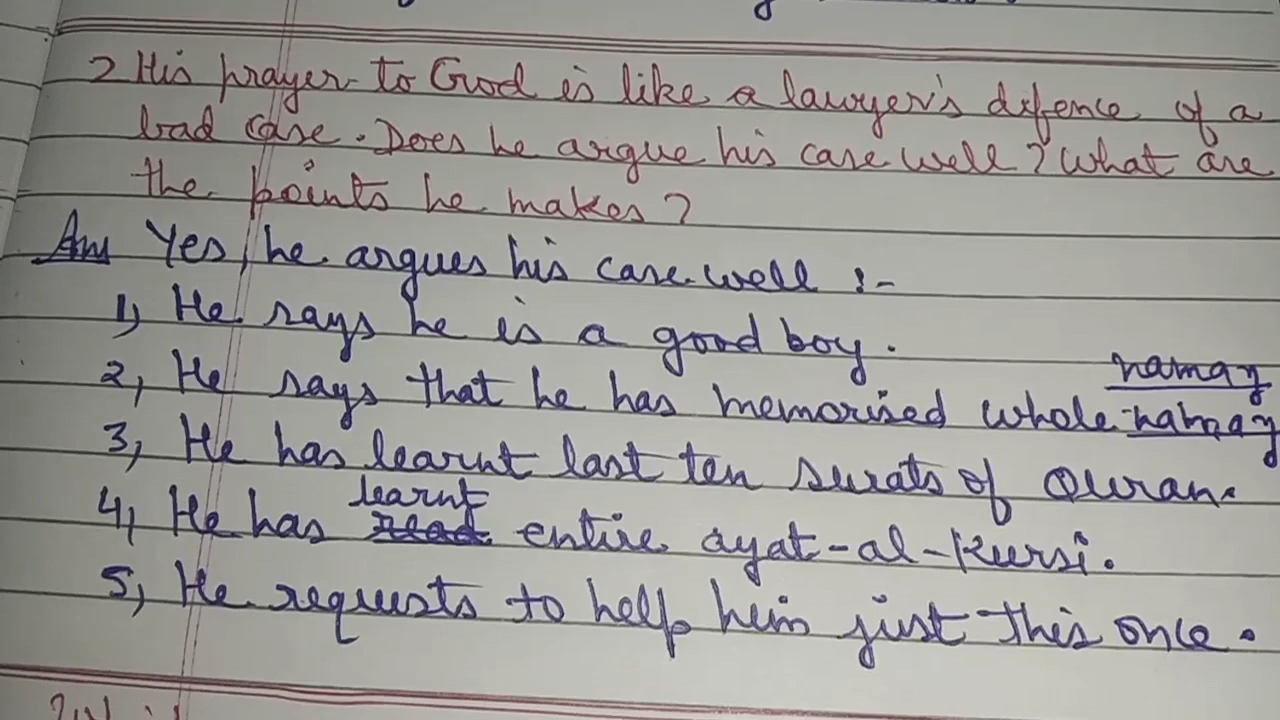 2 His prayer to God is like a lawyer's difence of a
bad case. Does he argue his case well? What are
the points he makes?
Ans Yes, he argues his case well :-
1, He says he is a good boy.
2, He says that he has memorised whole namaz namaz
3, He has learnt last ten surats of Quran.
4, He has read learnt entire ayat-al-Kursi.
5, He requests to help him just this once.